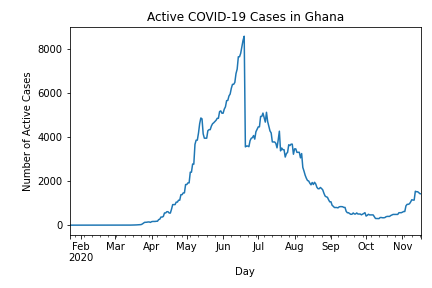 Active COVID-19 Cases in Ghana
Number of Active Cases
8000
6000
4000
2000
0
Feb Mar Apr May Jun Jul Aug Sep Oct Nov
2020
Day